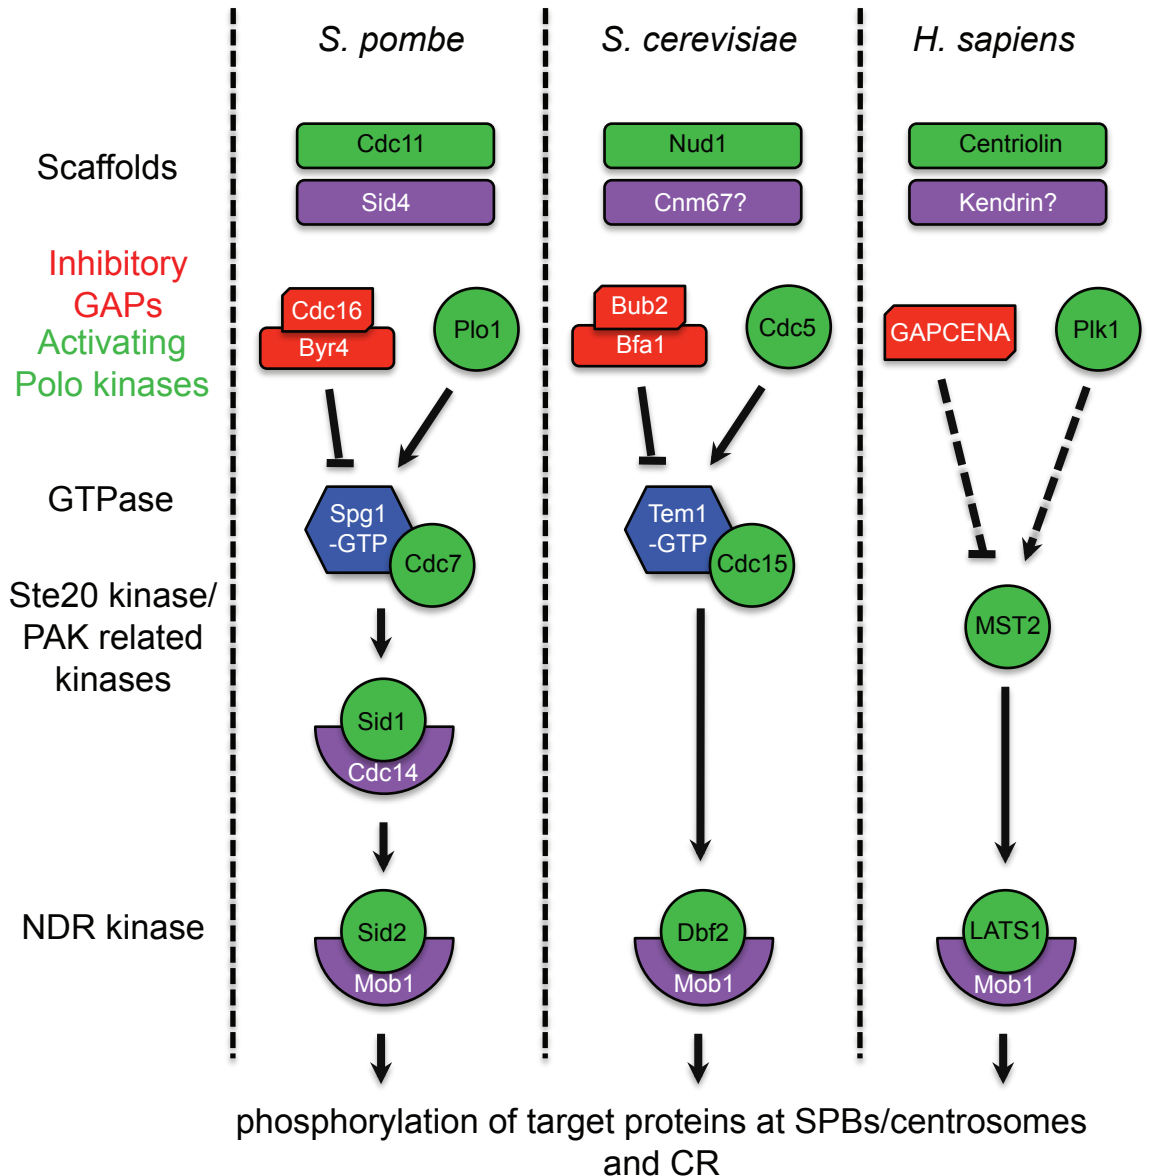 S. pombe
S. cerevisiae
H. sapiens
Scaffolds
Cdc11
Nud1
Centriolin
Sid4
Cnm67?
Kendrin?
Inhibitory
GAPs
Activating
Polo kinases
Cdc16
Byr4
Plo1
Bub2
Bfa1
Cdc5
GAPCENA
Plk1
GTPase
Spg1
-GTP
Cdc7
Tem1
-GTP
Cdc15
Ste20 kinase/
PAK related
kinases
MST2
Sid1
Cdc14
NDR kinase
Sid2
Mob1
Dbf2
Mob1
LATS1
Mob1
phosphorylation of target proteins at SPBs/centrosomes
and CR